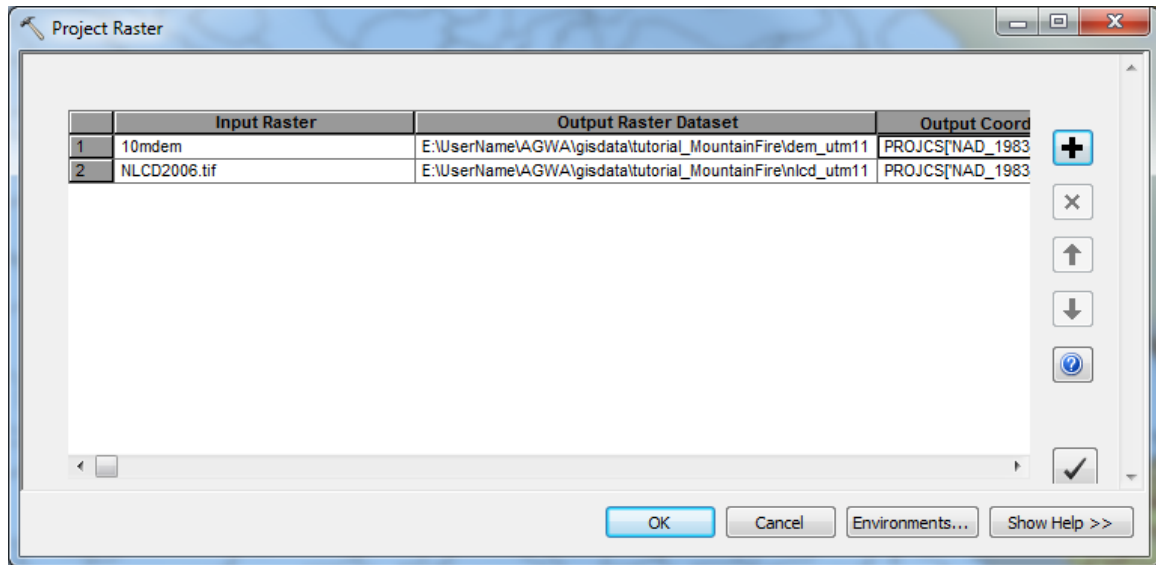 Project Raster
Input Raster Output Raster Dataset Output Coord
1 10mdem E:\UserName\AGWA\gisdata\tutorial_MountainFire\dem_utm11 PROJCS['NAD_1983
2 NLCD2006.tif E:\UserName\AGWA\gisdata\tutorial_MountainFire\nlcd_utm11 PROJCS['NAD_1983
OK Cancel Environments... Show Help >>